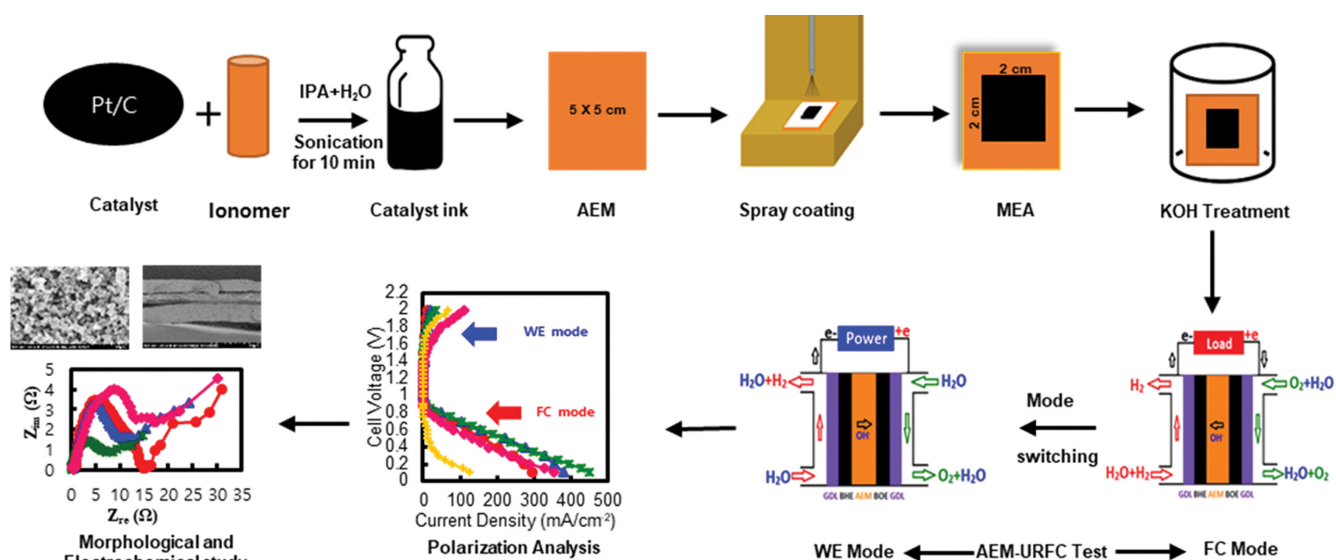 Pt/C
+
IPA+H₂O
Sonication
for 10 min
5 X 5 cm
2 cm
2 cm
Catalyst
Ionomer
Catalyst ink
AEM
Spray coating
MEA
KOH Treatment
5
4
3
2
1
0
Zim (Ω)
0 5 10 15 20 25 30 35
Zre (Ω)
Morphological and
Electrochemical study
2
1.8
1.6
1.4
1.2
1
0.8
0.6
0.4
0.2
0
Cell Voltage (V)
WE mode
FC mode
0 100 200 300 400 500
Current Density (mA/cm⁻²)
Polarization Analysis
e-
Power
+e
H₂O+H₂
H₂O
OH-
H₂O
O₂+H₂O
GDL BHE AEM BOE GDL
WE Mode
Mode
switching
AEM-URFC Test
e-
Load
+e
H₂
O₂+H₂O
OH-
H₂O+H₂
H₂O+O₂
GDL BHE AEM BOE GDL
FC Mode